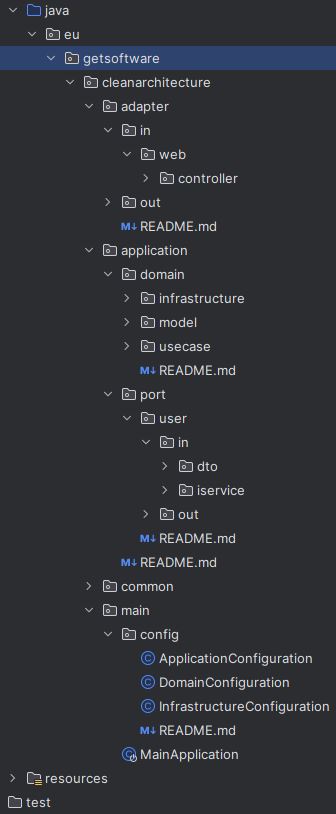 java
eu
getsoftware
cleanarchitecture
adapter
in
web
controller
out
M↓ README.md
application
domain
infrastructure
model
usecase
M↓ README.md
port
user
in
dto
iservice
out
M↓ README.md
M↓ README.md
common
main
config
C ApplicationConfiguration
C DomainConfiguration
C InfrastructureConfiguration
M↓ README.md
C MainApplication
resources
test